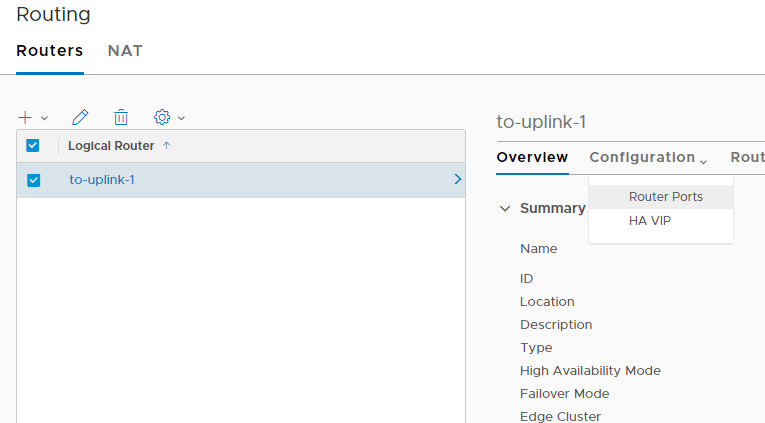 Routing
Routers NAT
Logical Router
to-uplink-1
to-uplink-1
Overview Configuration Rout
Router Ports
HA VIP
Summary
Name
ID
Location
Description
Type
High Availability Mode
Failover Mode
Edge Cluster